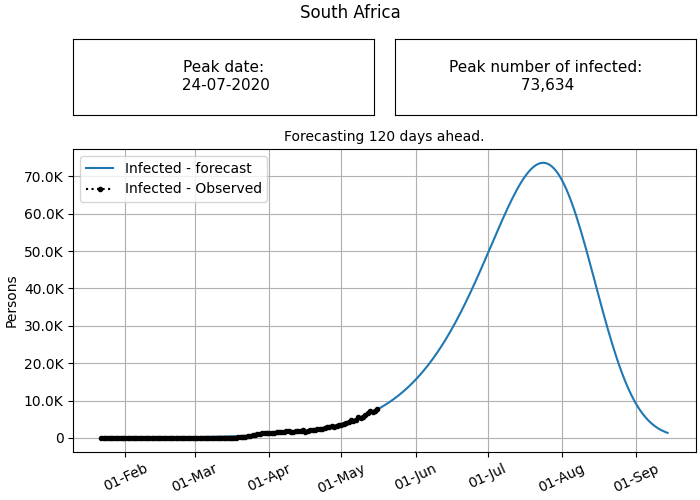 South Africa
Peak date:
24-07-2020
Peak number of infected:
73,634
Forecasting 120 days ahead.
Infected - forecast
Infected - Observed
Persons
70.0K
60.0K
50.0K
40.0K
30.0K
20.0K
10.0K
0
01-Feb
01-Mar
01-Apr
01-May
01-Jun
01-Jul
01-Aug
01-Sep